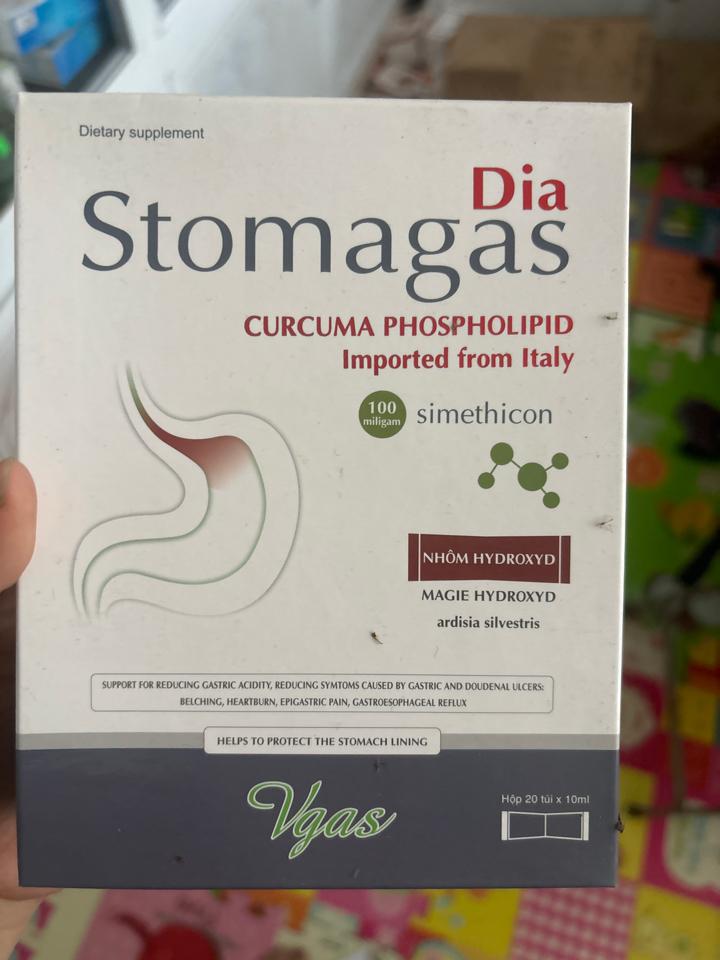 Dietary supplement
Dia
Stomagas
CURCUMA PHOSPHOLIPID
Imported from Italy
100
miligam
simethicon
NHÔM HYDROXYD
MAGIE HYDROXYD
ardisia silvestris
SUPPORT FOR REDUCING GASTRIC ACIDITY, REDUCING SYMTOMS CAUSED BY GASTRIC AND DOUDENAL ULCERS:
BELCHING, HEARTBURN, EPIGASTRIC PAIN, GASTROESOPHAGEAL REFLUX
HELPS TO PROTECT THE STOMACH LINING
Vgas
Hộp 20 túi x 10ml